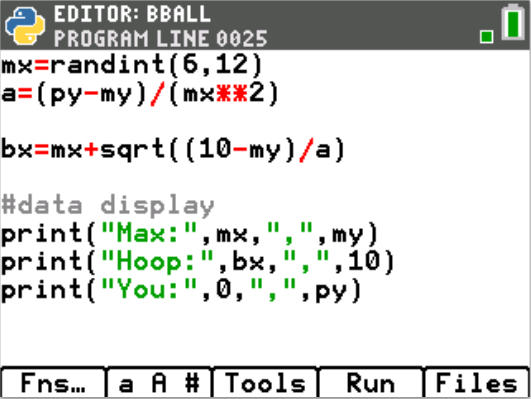 EDITOR: BBALL
PROGRAM LINE 0025
mx=randint(6,12)
a=(py-my)/(mx**2)
bx=mx+sqrt((10-my)/a)
#data display
print("Max:",mx,",",my)
print("Hoop:",bx,",",10)
print("You:",0,",",py)
Fns… a A # Tools Run Files